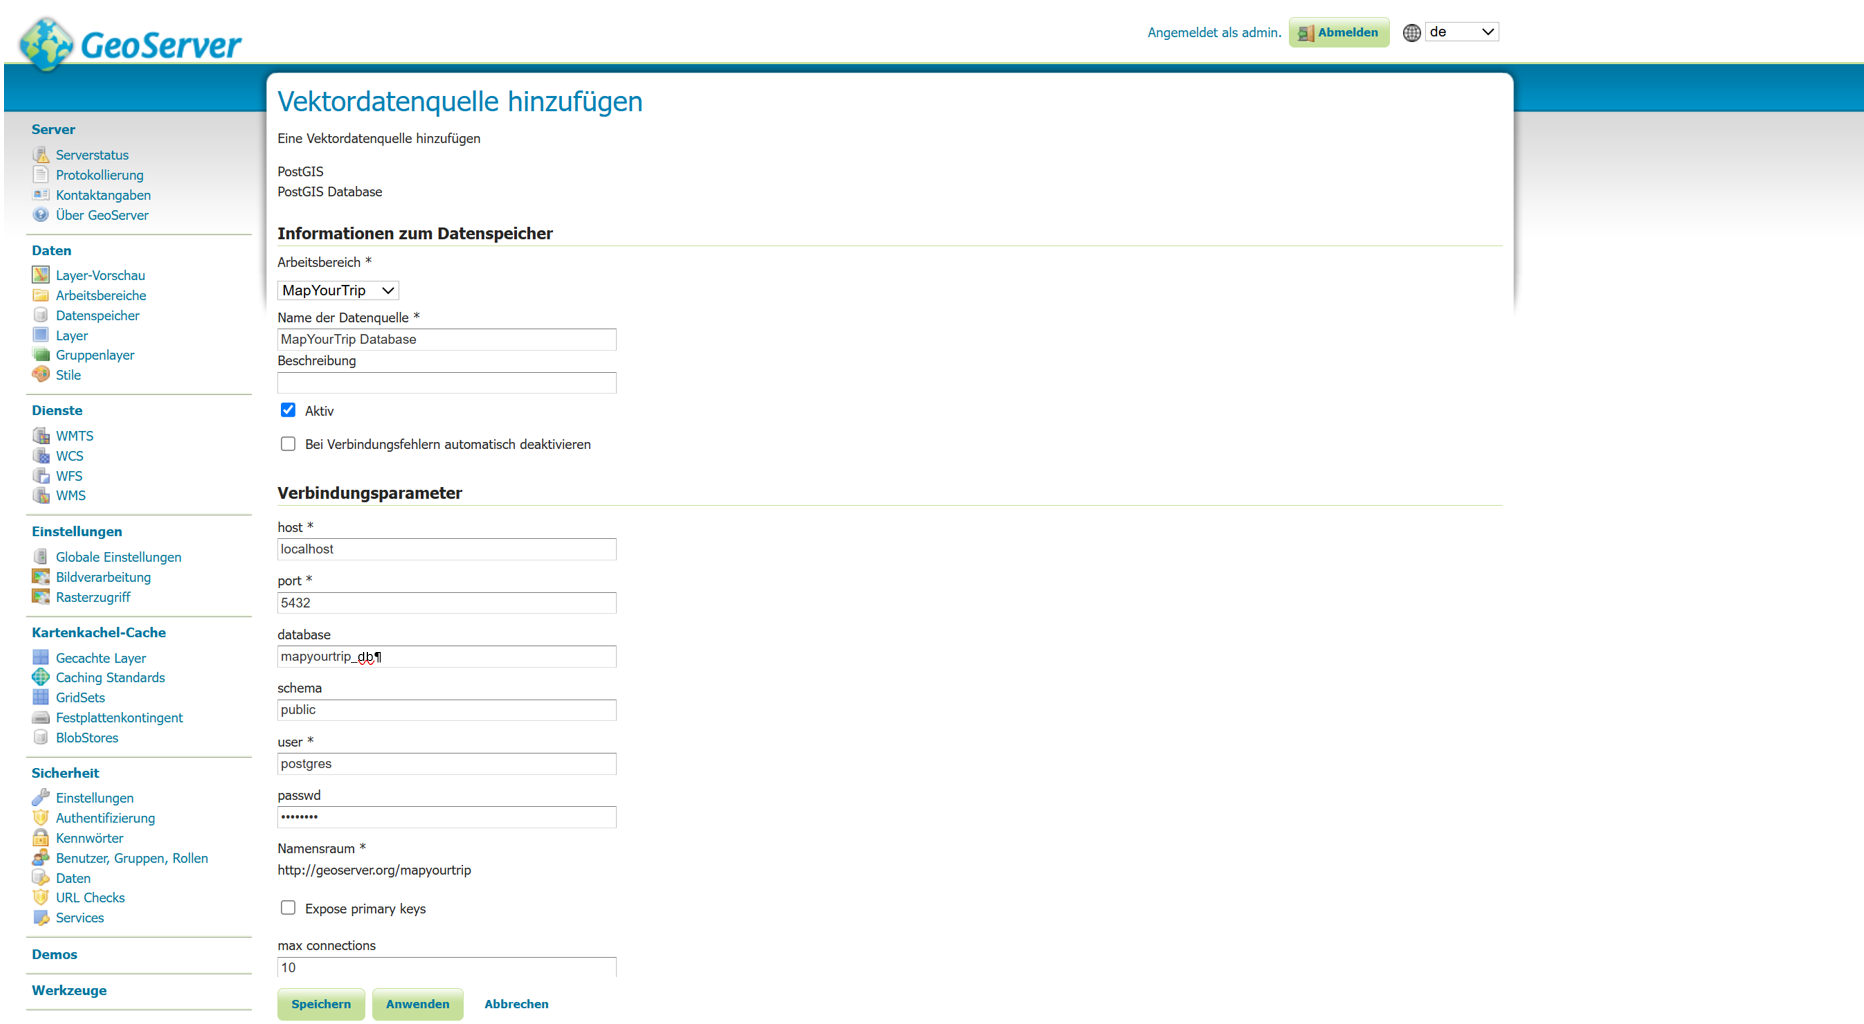 GeoServer
Angemeldet als admin.
Abmelden
de
Vektordatenquelle hinzufügen
Eine Vektordatenquelle hinzufügen
PostGIS
PostGIS Database
Server
Serverstatus
Protokollierung
Kontaktangaben
Über GeoServer
Daten
Layer-Vorschau
Arbeitsbereiche
Datenspeicher
Layer
Gruppenlayer
Stile
Dienste
WMTS
WCS
WFS
WMS
Einstellungen
Globale Einstellungen
Bildverarbeitung
Rasterzugriff
Kartenkachel-Cache
Gecachte Layer
Caching Standards
GridSets
Festplattenkontingent
BlobStores
Sicherheit
Einstellungen
Authentifizierung
Kennwörter
Benutzer, Gruppen, Rollen
Daten
URL Checks
Services
Demos
Werkzeuge
Informationen zum Datenspeicher
Arbeitsbereich *
MapYourTrip
Name der Datenquelle *
MapYourTrip Database
Beschreibung
Aktiv
Bei Verbindungsfehlern automatisch deaktivieren
Verbindungsparameter
host *
localhost
port *
5432
database
mapyourtrip_db¶
schema
public
user *
postgres
passwd
••••••••
Namensraum *
http://geoserver.org/mapyourtrip
Expose primary keys
max connections
10
Speichern
Anwenden
Abbrechen